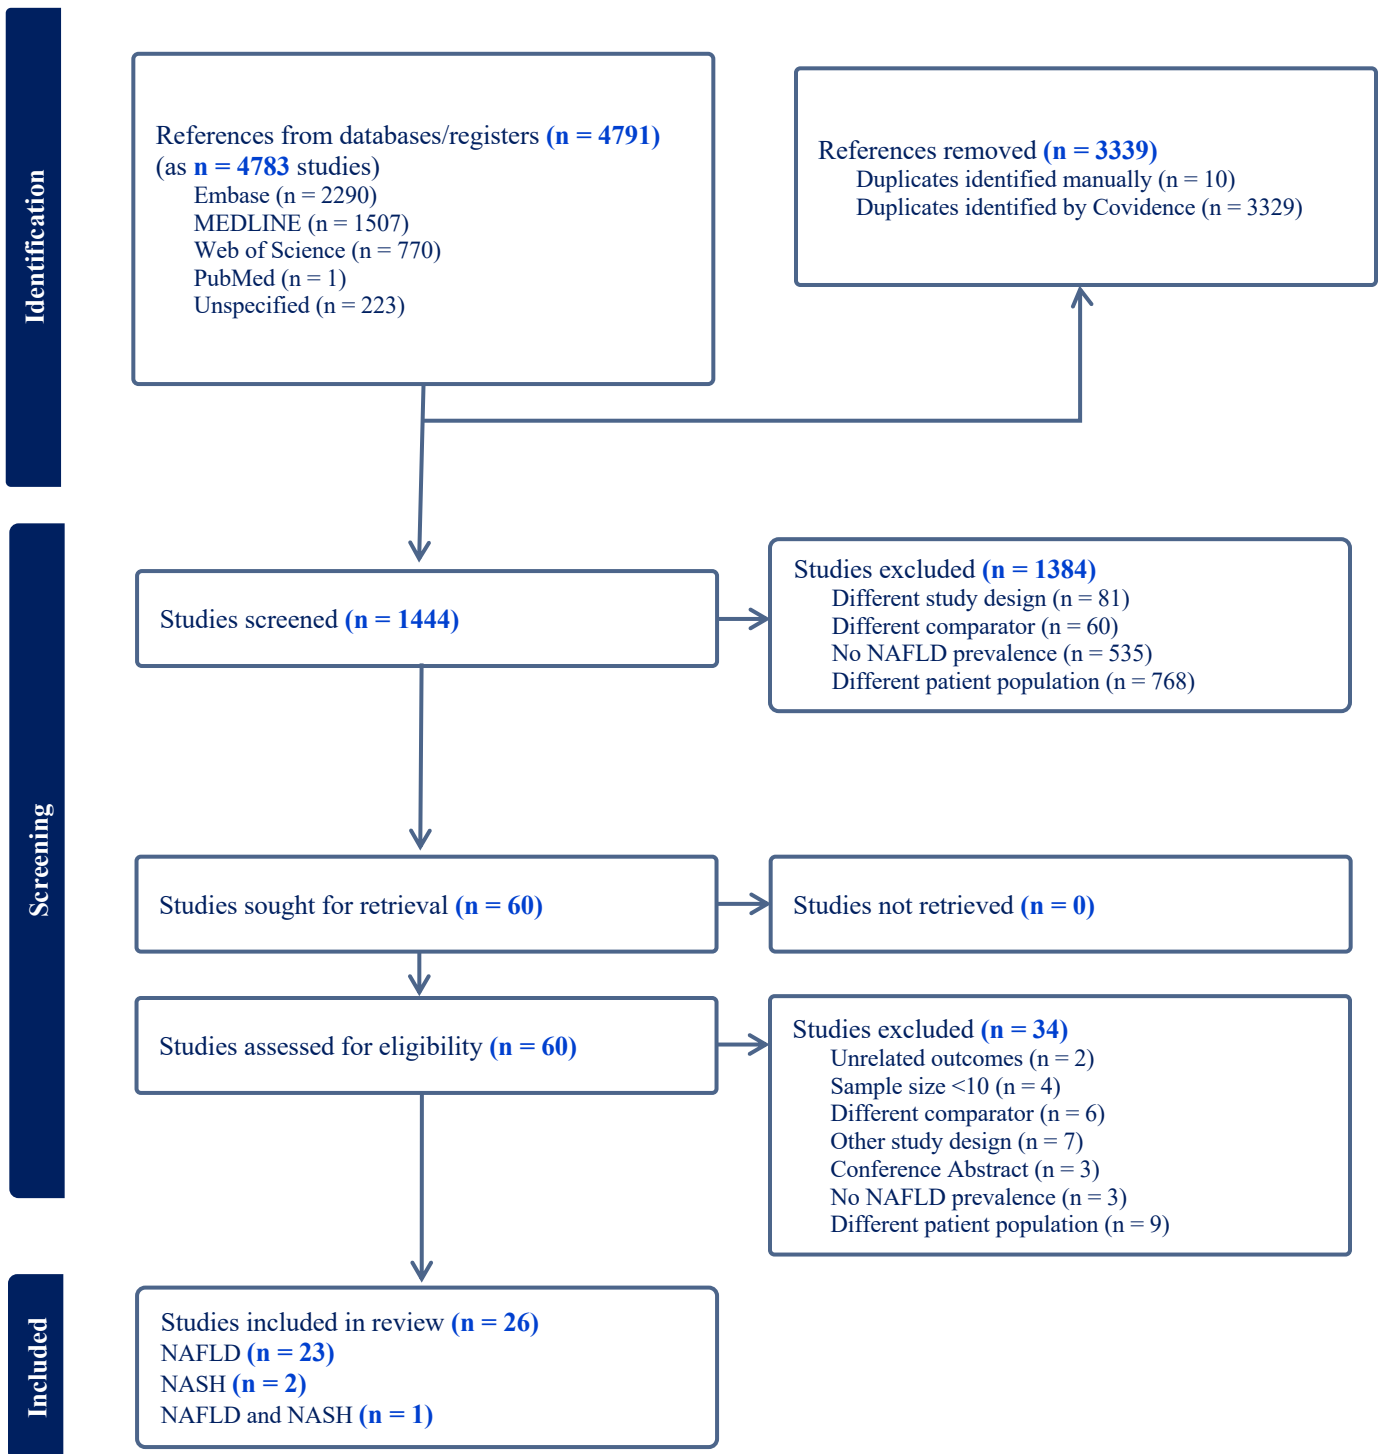 Identification
References from databases/registers (n = 4791)
(as n = 4783 studies)
Embase (n = 2290)
MEDLINE (n = 1507)
Web of Science (n = 770)
PubMed (n = 1)
Unspecified (n = 223)
References removed (n = 3339)
Duplicates identified manually (n = 10)
Duplicates identified by Covidence (n = 3329)
Screening
Studies screened (n = 1444)
Studies excluded (n = 1384)
Different study design (n = 81)
Different comparator (n = 60)
No NAFLD prevalence (n = 535)
Different patient population (n = 768)
Studies sought for retrieval (n = 60)
Studies not retrieved (n = 0)
Studies assessed for eligibility (n = 60)
Studies excluded (n = 34)
Unrelated outcomes (n = 2)
Sample size <10 (n = 4)
Different comparator (n = 6)
Other study design (n = 7)
Conference Abstract (n = 3)
No NAFLD prevalence (n = 3)
Different patient population (n = 9)
Included
Studies included in review (n = 26)
NAFLD (n = 23)
NASH (n = 2)
NAFLD and NASH (n = 1)